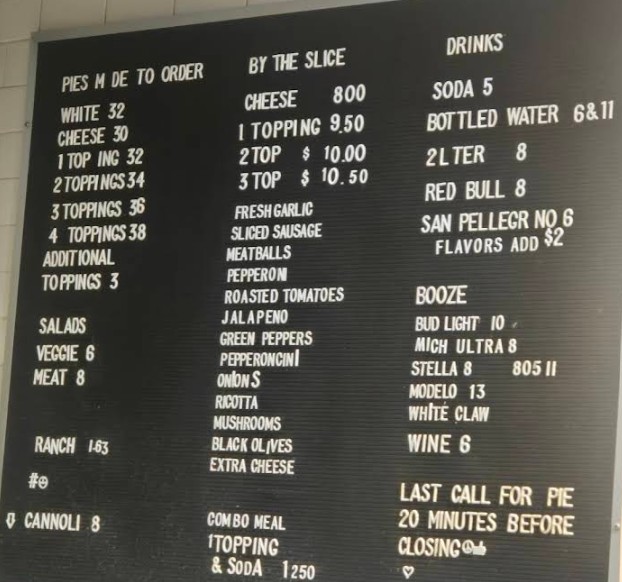 PIES M DE TO ORDER
WHITE 32
CHEESE 30
1 TOP ING 32
2 TOPPINGS 34
3 TOPPINGS 36
4 TOPPINGS 38
ADDITIONAL
TOPPINGS 3
SALADS
VEGGIE 6
MEAT 8
RANCH 1.63
#☮
CANNOLI 8
BY THE SLICE
CHEESE 800
1 TOPPING 9.50
2 TOP $ 10.00
3 TOP $ 10.50
FRESH GARLIC
SLICED SAUSAGE
MEATBALLS
PEPPERONI
ROASTED TOMATOES
JALAPENO
GREEN PEPPERS
PEPPERONCINI
ONIONS
RICOTTA
MUSHROOMS
BLACK OLIVES
EXTRA CHEESE
COMBO MEAL
1 TOPPING
& SODA 1250
DRINKS
SODA 5
BOTTLED WATER 6&11
2 LTER 8
RED BULL 8
SAN PELLEGR NO 6
FLAVORS ADD $2
BOOZE
BUD LIGHT 10
MICH ULTRA 8
STELLA 8 805 11
MODELO 13
WHITE CLAW
WINE 6
LAST CALL FOR PIE
20 MINUTES BEFORE
CLOSING